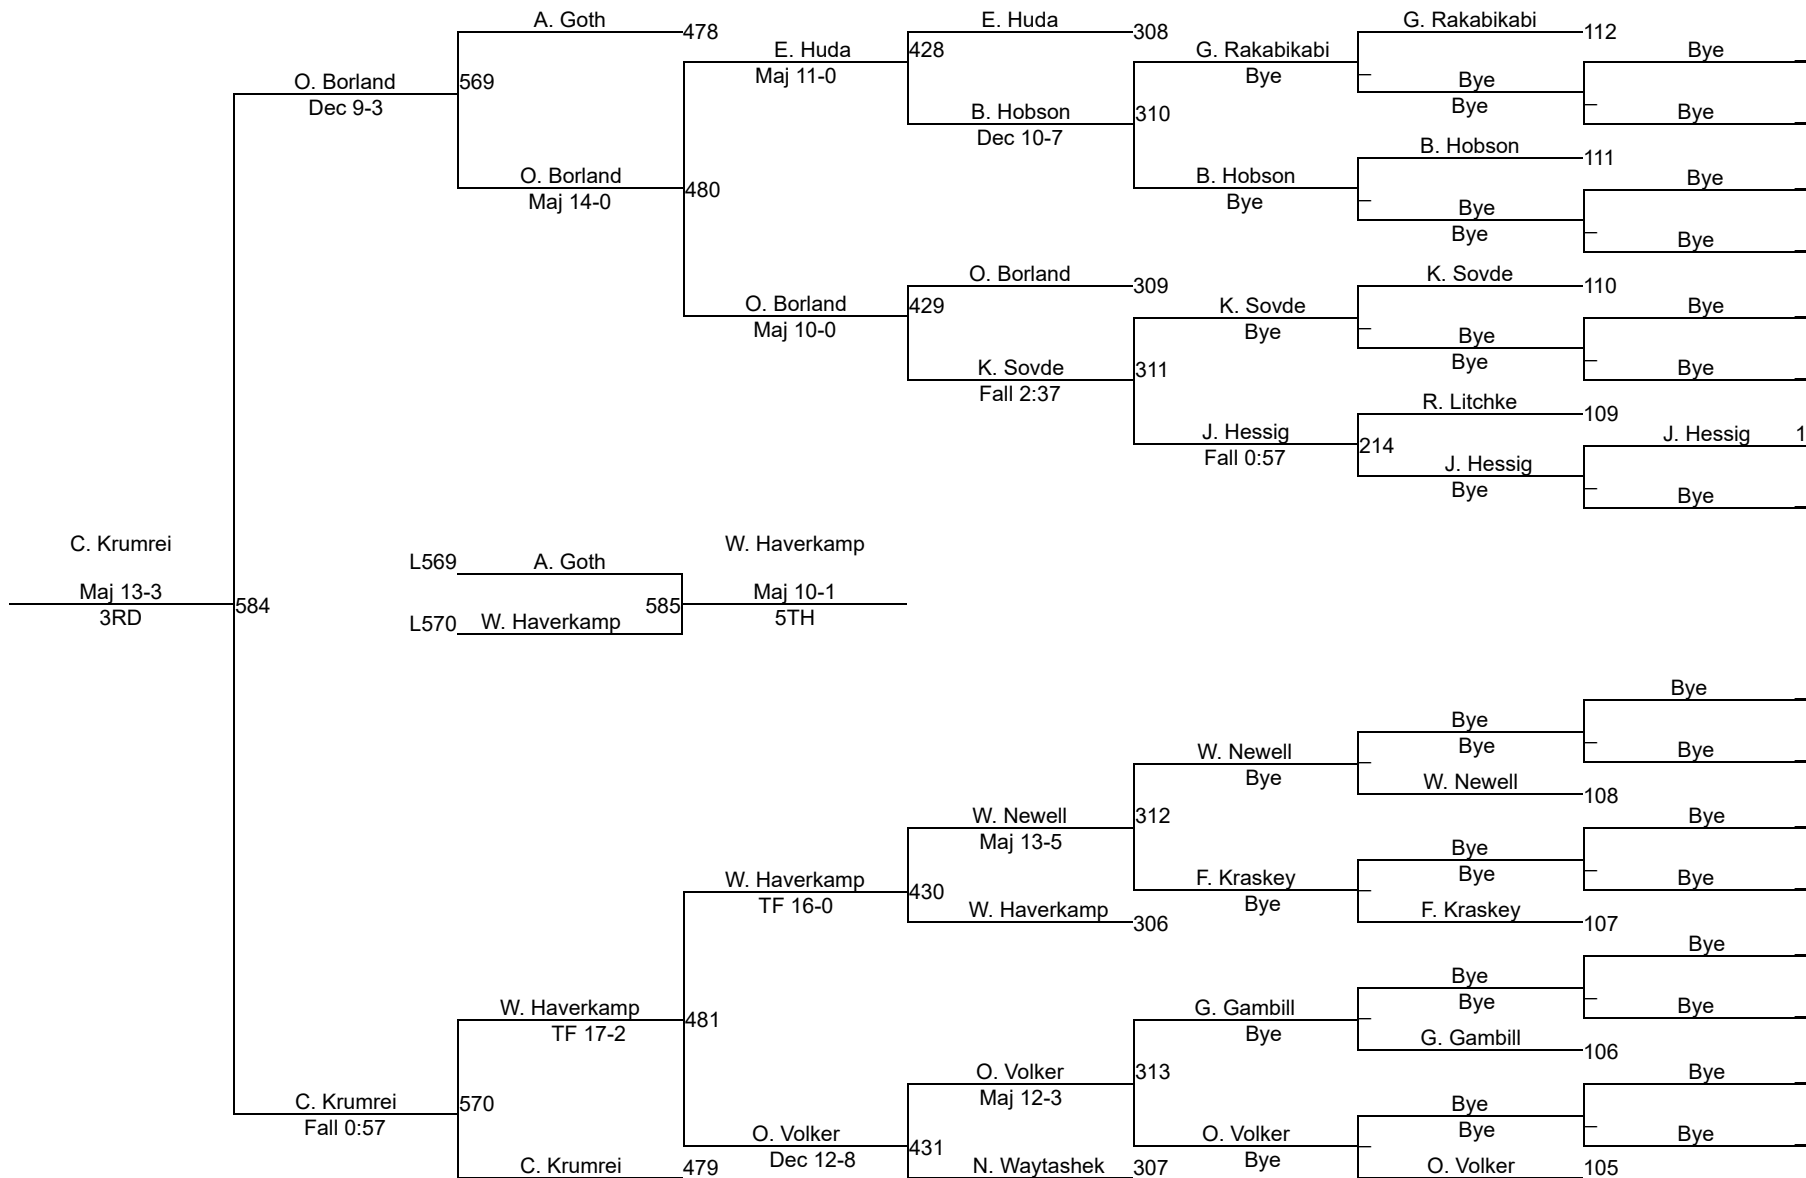 A. Goth
478
O. Borland
Dec 9-3
569
O. Borland
Maj 14-0
E. Huda
Maj 11-0
480
O. Borland
Maj 10-0
E. Huda
308
428
B. Hobson
Dec 10-7
O. Borland
309
429
K. Sovde
Fall 2:37
G. Rakabikabi
Bye
310
B. Hobson
Bye
K. Sovde
Bye
311
J. Hessig
Fall 0:57
G. Rakabikabi
112
Bye
Bye
B. Hobson
111
Bye
Bye
K. Sovde
110
Bye
Bye
R. Litchke
109
214
J. Hessig
Bye
Bye
Bye
Bye
Bye
Bye
Bye
J. Hessig
1
Bye
C. Krumrei
Maj 13-3
3RD
584
L569
A. Goth
L570
W. Haverkamp
585
W. Haverkamp
Maj 10-1
5TH
W. Haverkamp
TF 17-2
C. Krumrei
Fall 0:57
570
C. Krumrei
479
W. Haverkamp
TF 16-0
481
O. Volker
Dec 12-8
W. Newell
Maj 13-5
430
W. Haverkamp
306
O. Volker
Maj 12-3
431
N. Waytashek
307
W. Newell
Bye
312
F. Kraskey
Bye
G. Gambill
Bye
313
O. Volker
Bye
Bye
Bye
W. Newell
108
Bye
Bye
F. Kraskey
107
Bye
Bye
G. Gambill
106
Bye
Bye
O. Volker
105
Bye
Bye
Bye
Bye
Bye
Bye
Bye
Bye